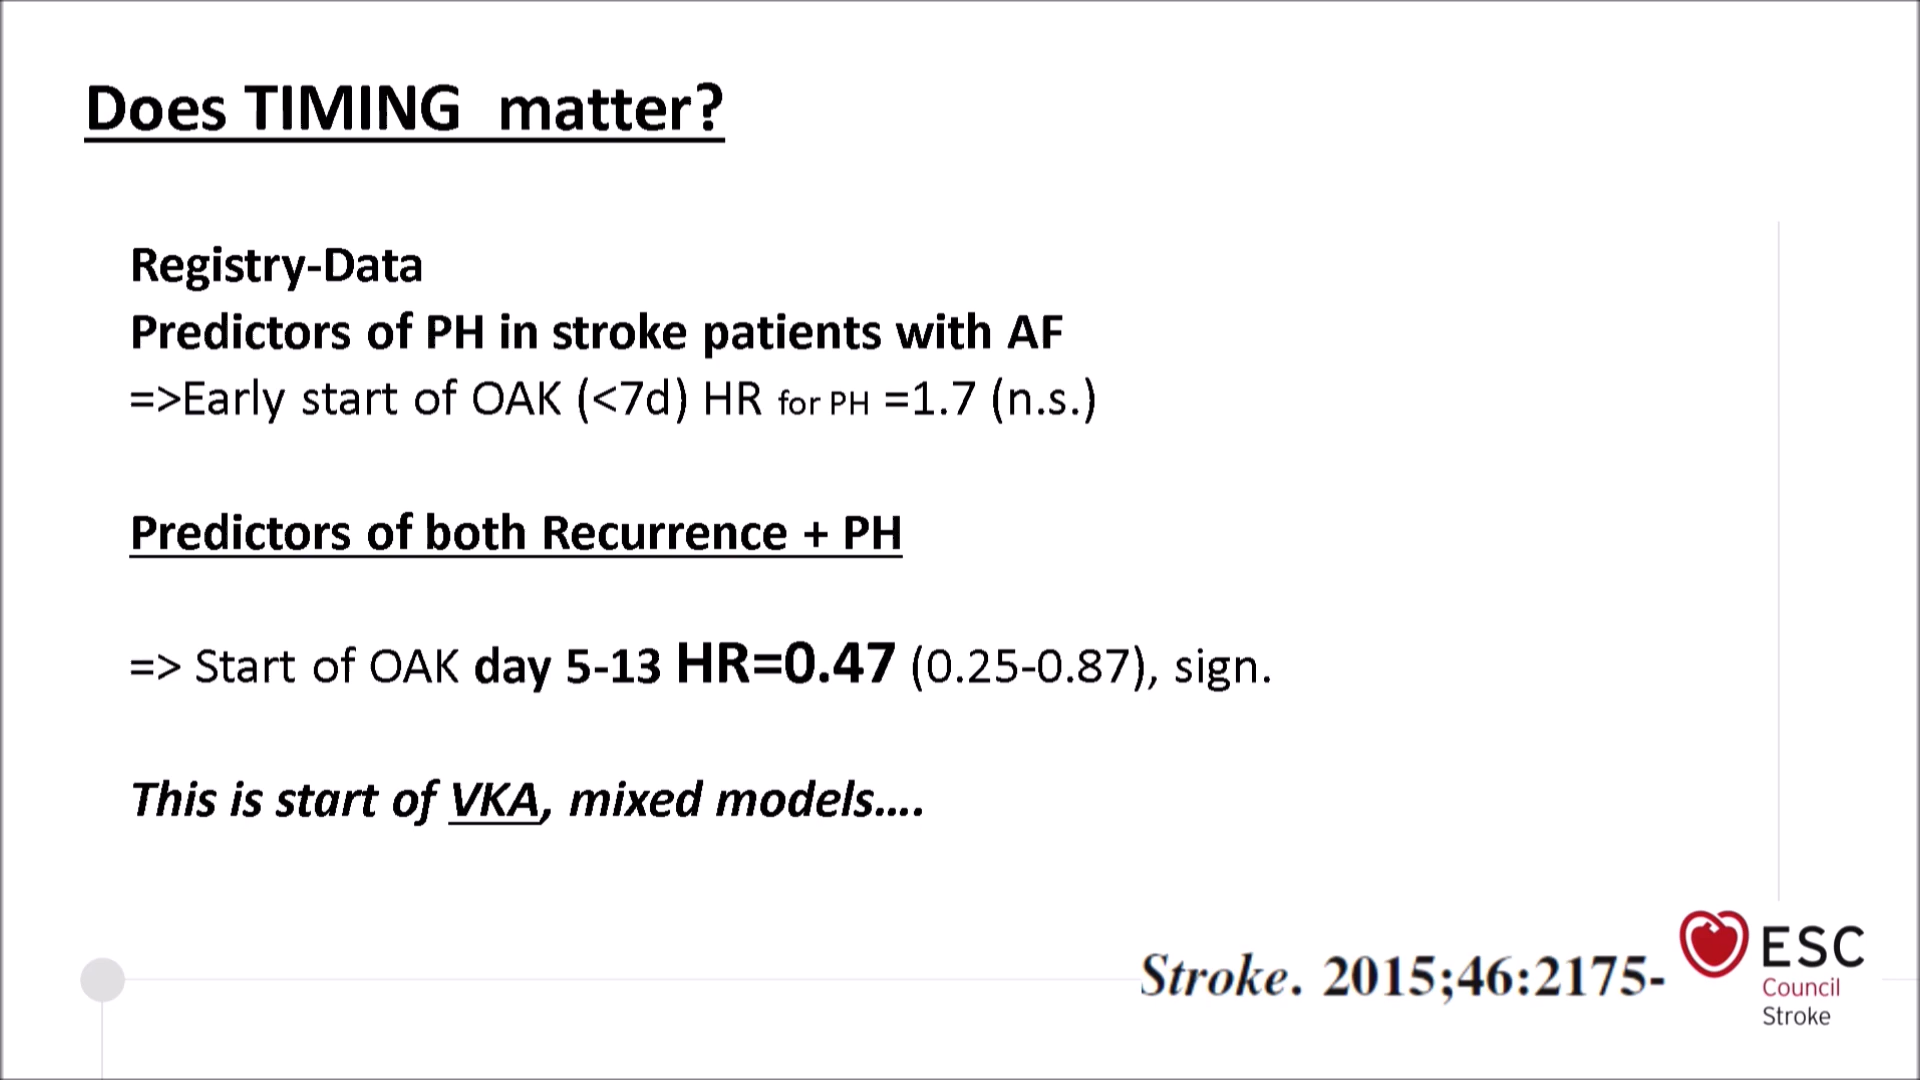 Does TIMING  matter?
Registry-Data
Predictors of PH in stroke patients with AF
=>Early start of OAK (<7d) HR for PH =1.7 (n.s.)
Predictors of both Recurrence + PH
=> Start of OAK day 5-13 HR=0.47 (0.25-0.87), sign.
This is start of VKA, mixed models....
Stroke. 2015;46:2175-
ESC
Council
Stroke